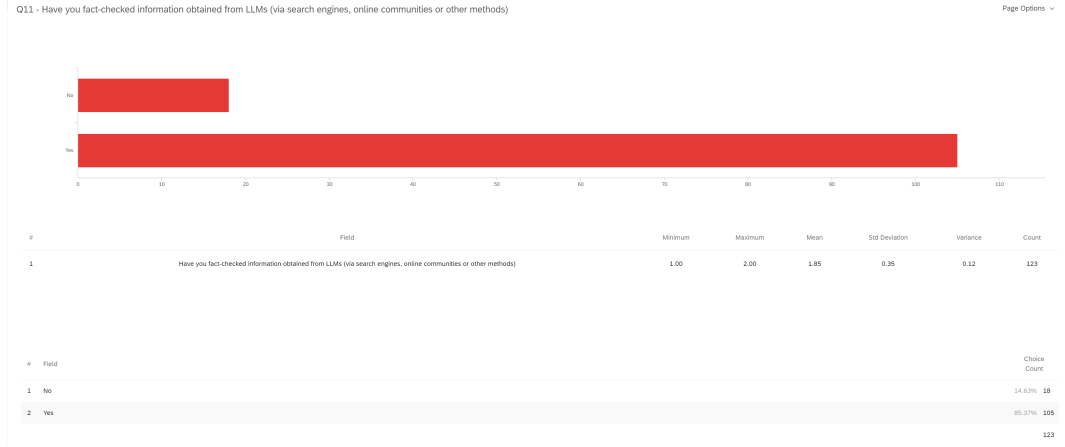 Q11 - Have you fact-checked information obtained from LLMs (via search engines, online communities or other methods)
Page Options
No
Yes
0 10 20 30 40 50 60 70 80 90 100 110
# Field Minimum Maximum Mean Std Deviation Variance Count
1 Have you fact-checked information obtained from LLMs (via search engines, online communities or other methods) 1.00 2.00 1.85 0.35 0.12 123
# Field Choice Count
1 No 14.63% 18
2 Yes 85.37% 105
123